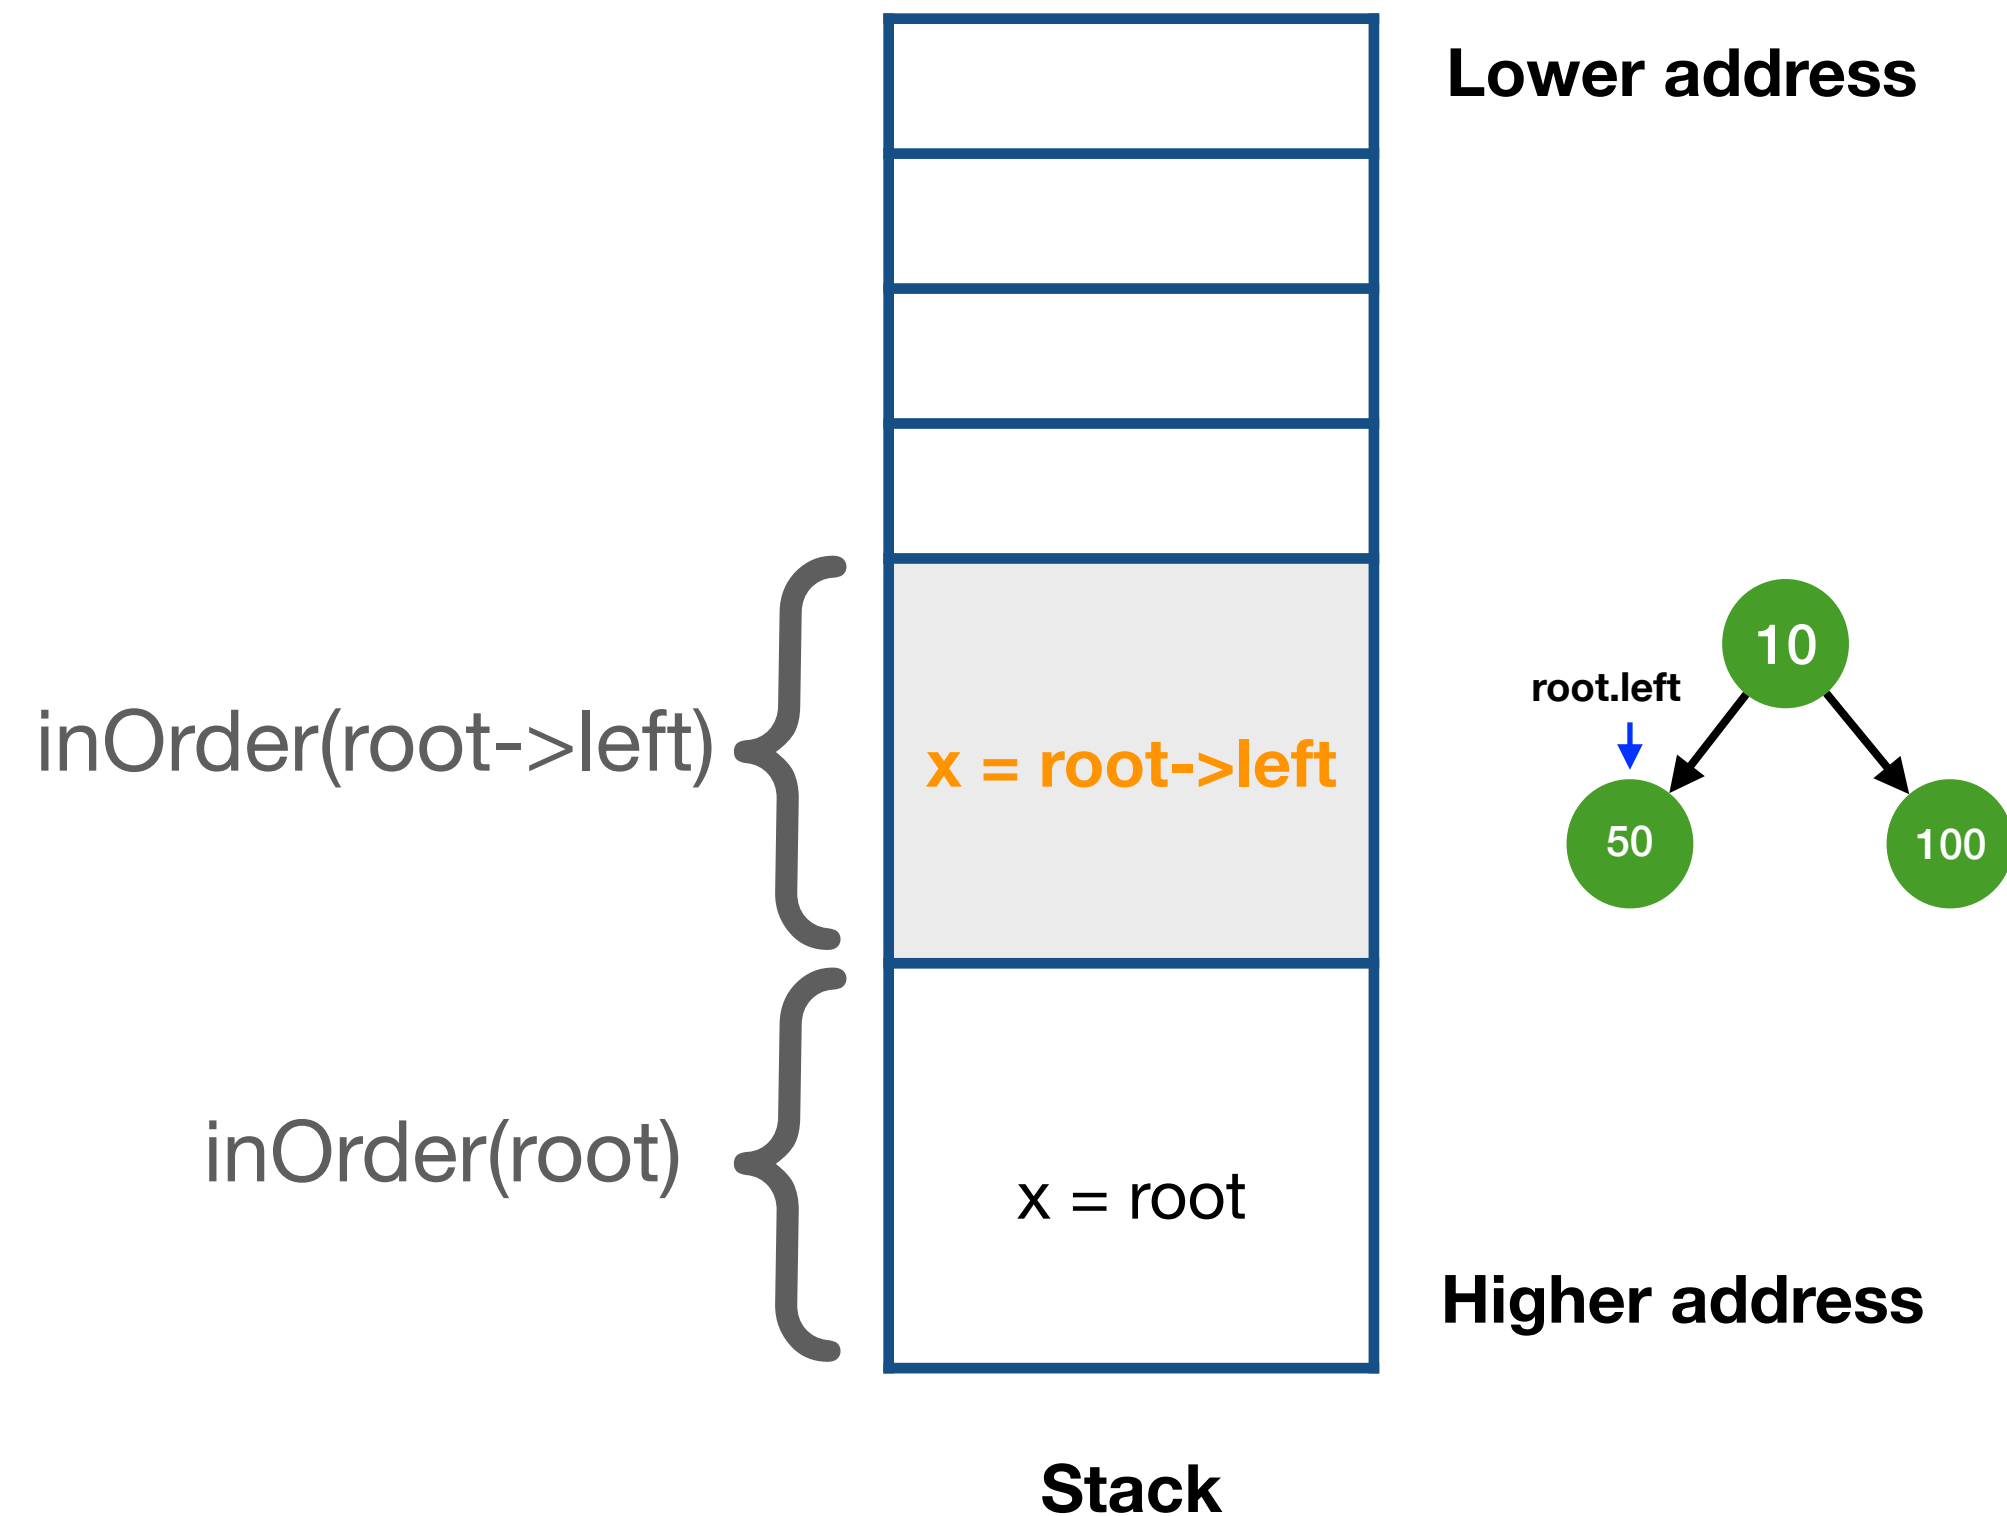 Lower address
10
root.left
inOrder(root->left)
x = root->left
50
100
inOrder(root)
x = root
Higher address
Stack